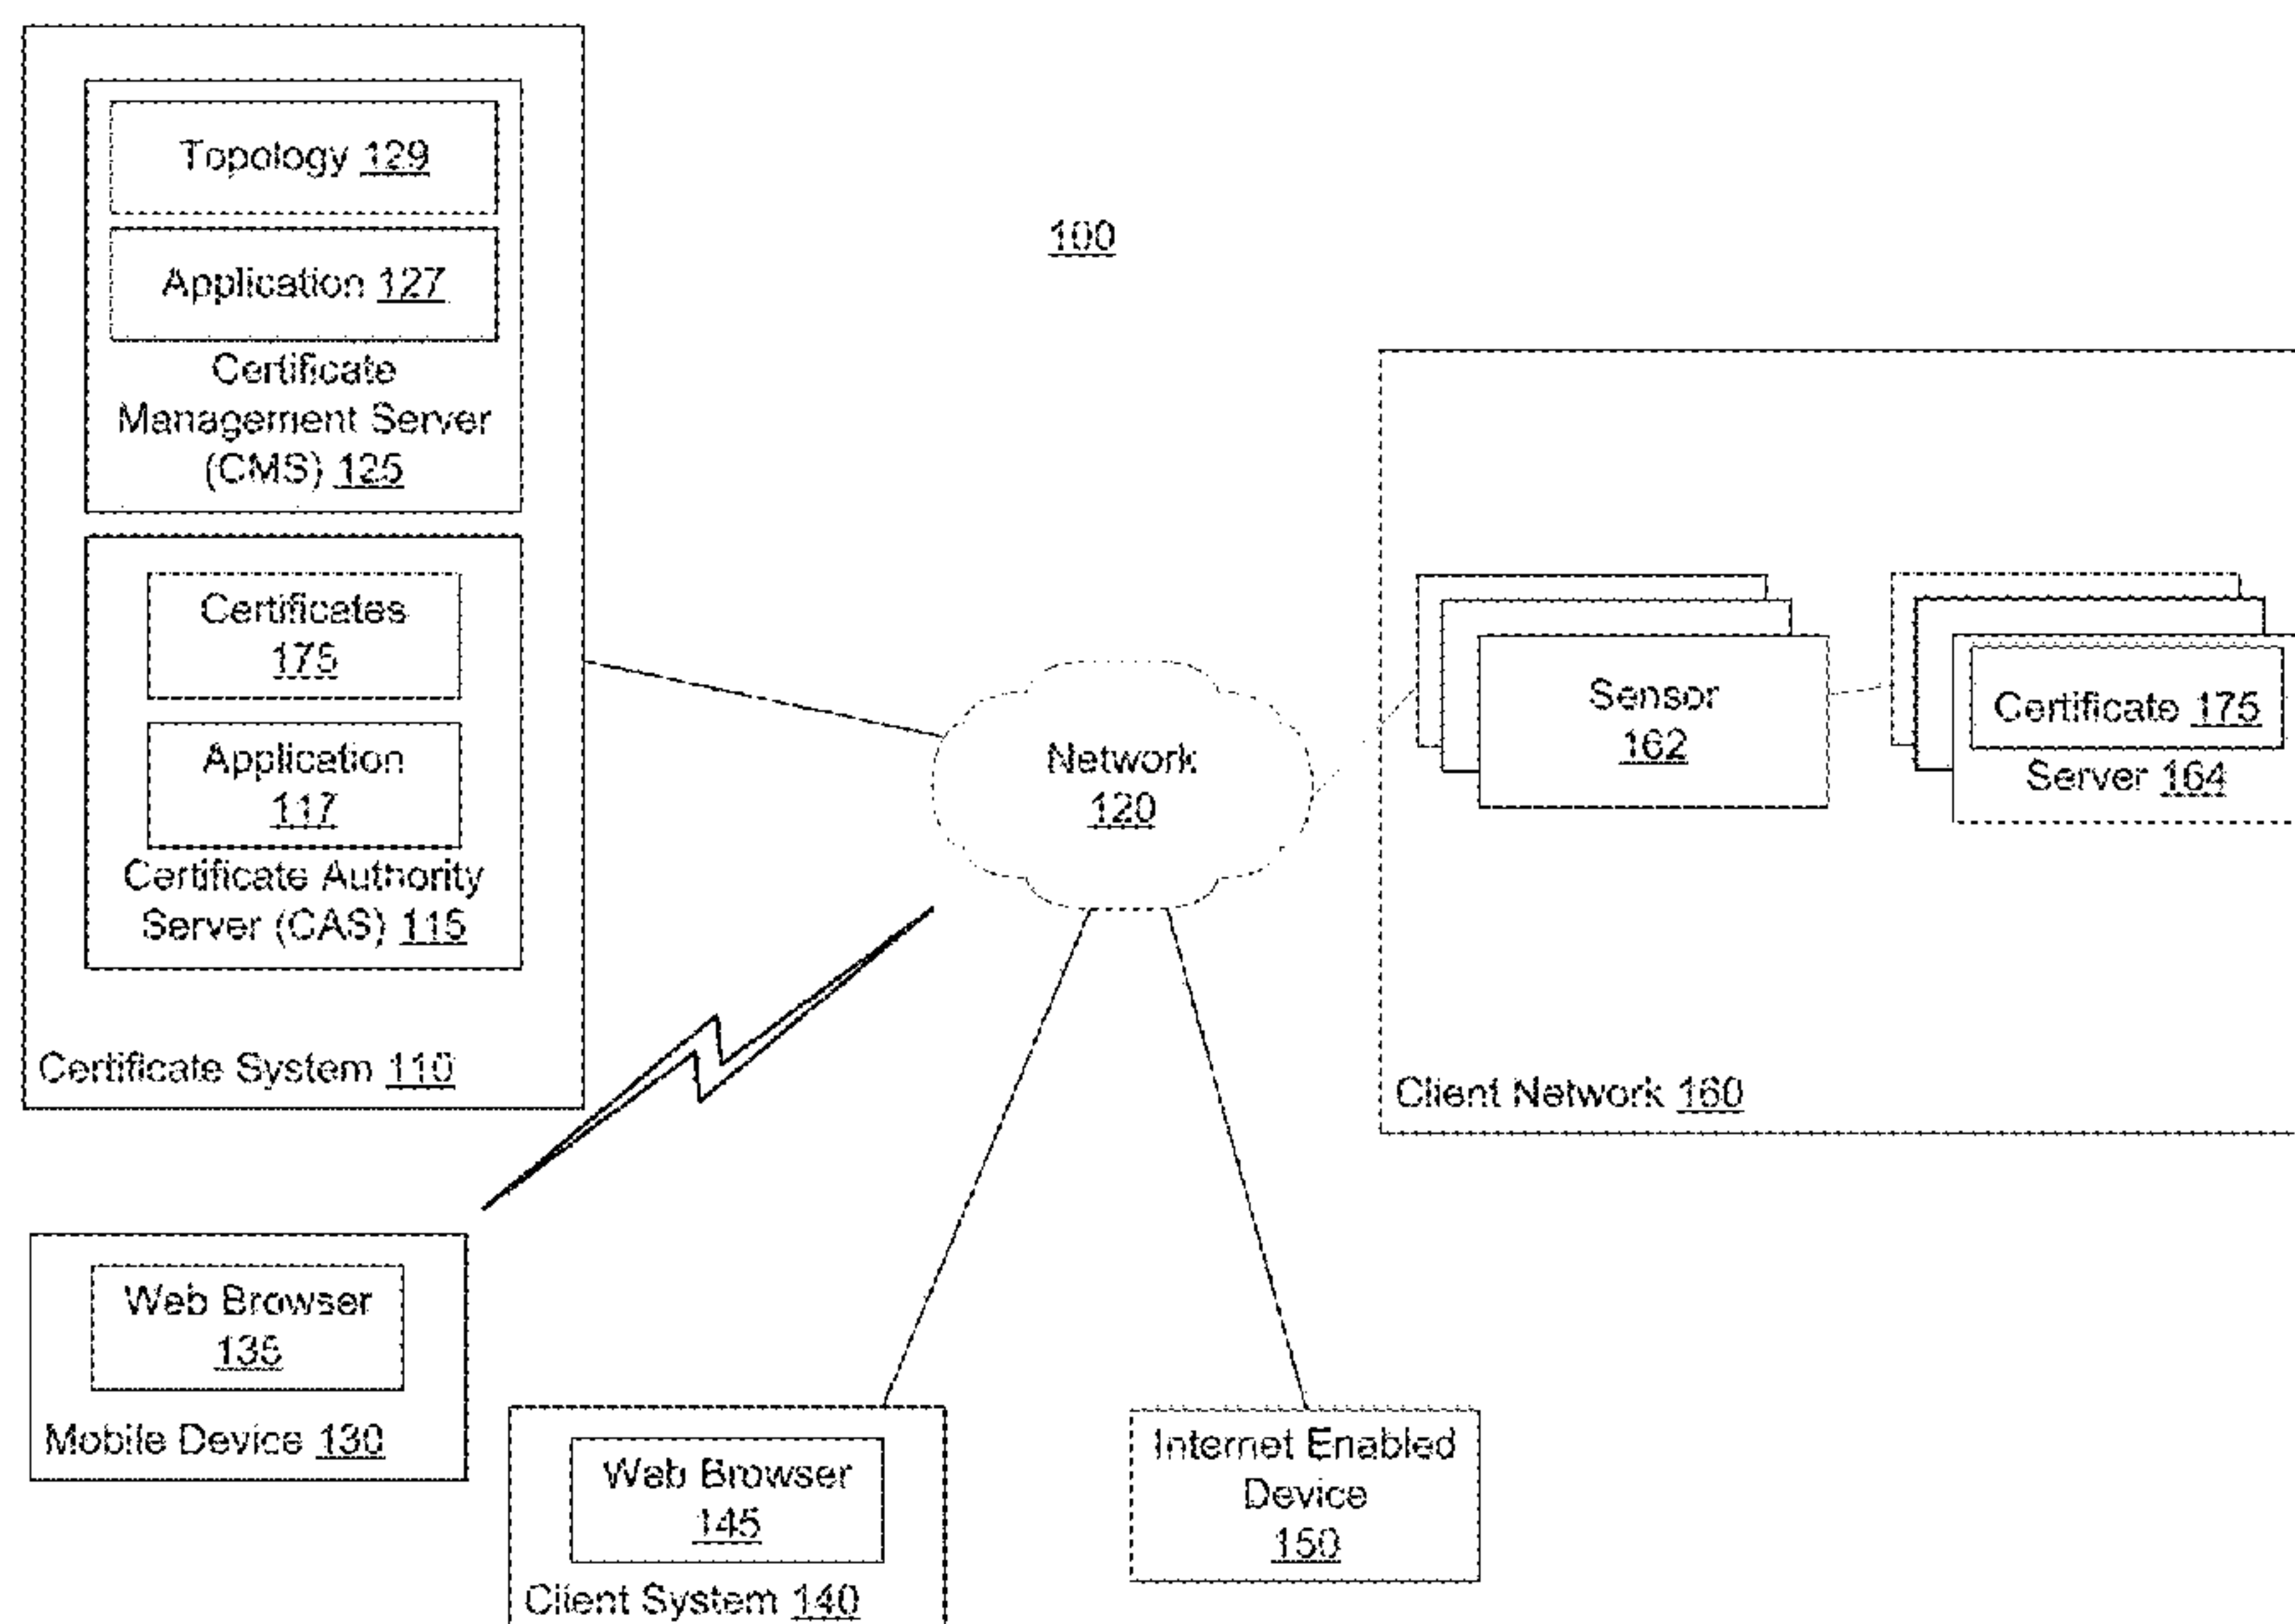 Topology 129
Application 127
Certificate
Management Server
(CMS) 125
Certificates
175
Application
117
Certificate Authority
Server (CAS) 115
Certificate System 110
100
Network
120
Sensor
162
Certificate 175
Server 164
Client Network 160
Web Browser
135
Mobile Device 130
Web Browser
145
Client System 140
Internet Enabled
Device
150